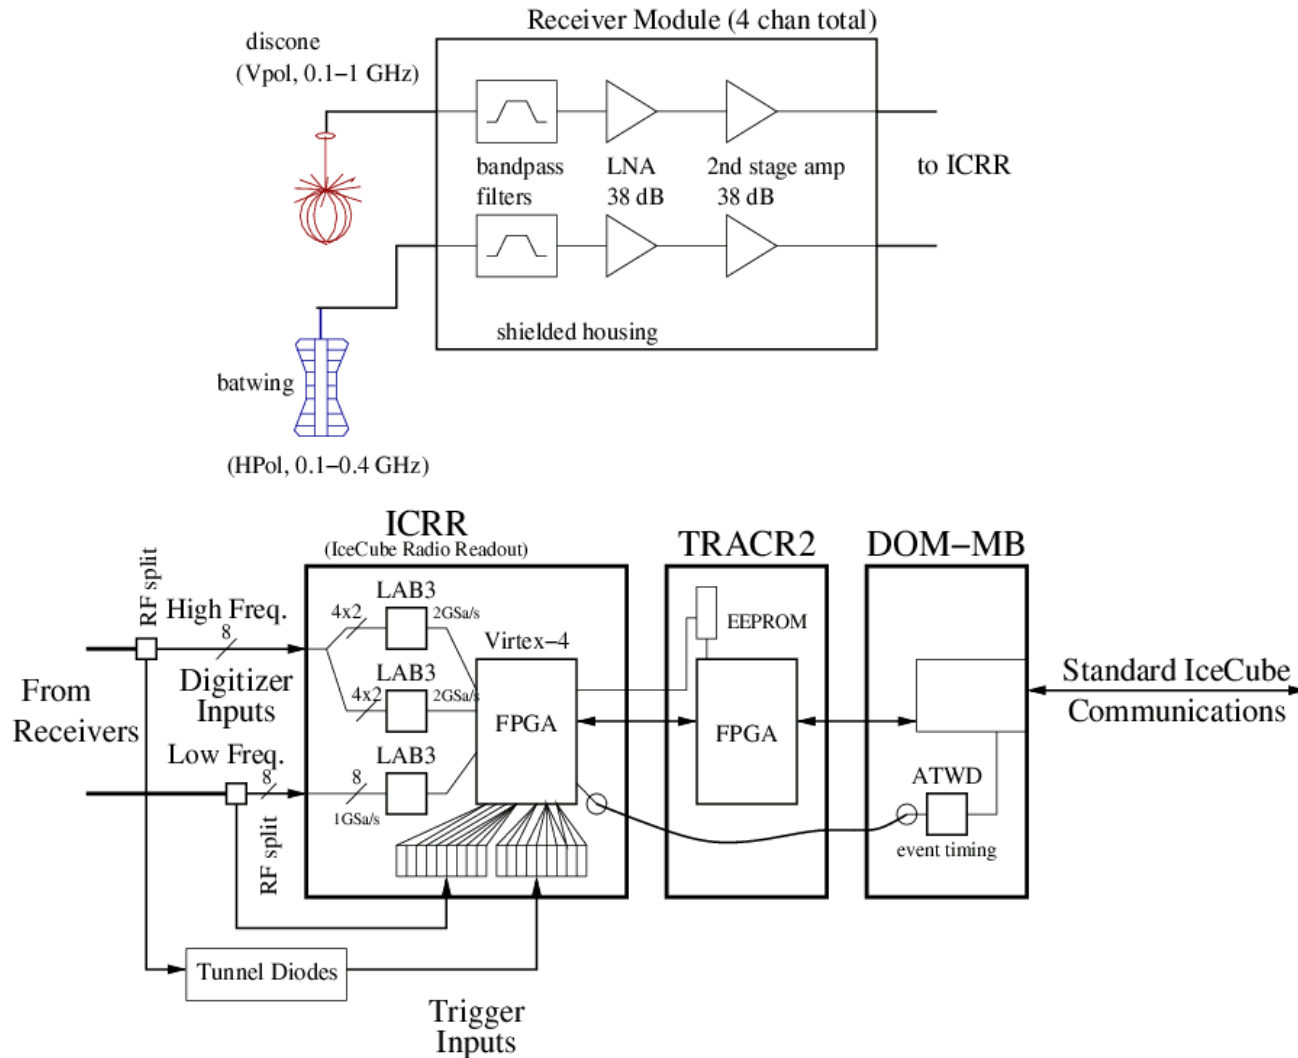 Receiver Module (4 chan total)
discone
(Vpol, 0.1–1 GHz)
bandpass
filters
LNA
38 dB
2nd stage amp
38 dB
to ICRR
shielded housing
batwing
(HPol, 0.1–0.4 GHz)
ICRR
(IceCube Radio Readout)
TRACR2
DOM–MB
RF split
High Freq.
8
Digitizer
Inputs
From
Receivers
Low Freq.
8
RF split
4x2
LAB3
2GSa/s
LAB3
4x2
2GSa/s
LAB3
8
1GSa/s
Virtex–4
FPGA
EEPROM
FPGA
ATWD
event timing
Standard IceCube
Communications
Tunnel Diodes
Trigger
Inputs